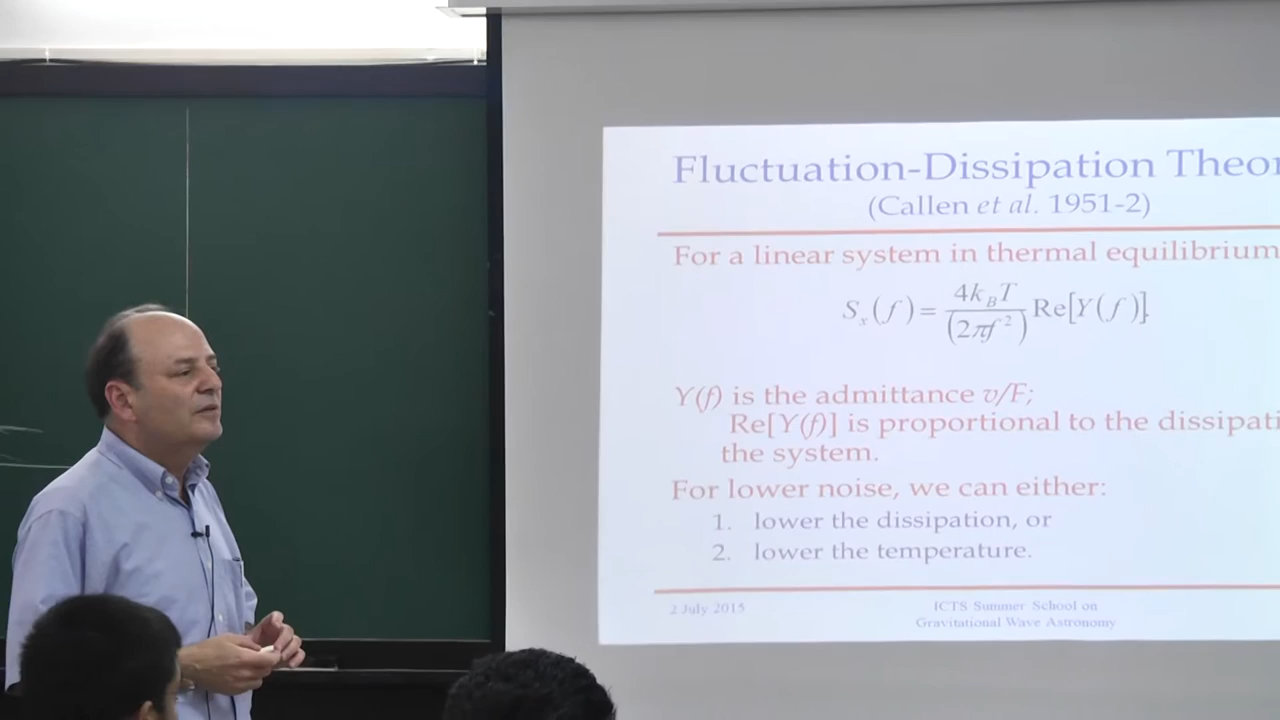 Fluctuation-Dissipation Theor
(Callen et al. 1951-2)
For a linear system in thermal equilibrium
Sₓ(f) = 4k_BT / (2πf²) Re[Y(f)].
Y(f) is the admittance v/F;
Re[Y(f)] is proportional to the dissipati
the system.
For lower noise, we can either:
1. lower the dissipation, or
2. lower the temperature.
2 July 2015
ICTS Summer School on
Gravitational Wave Astronomy